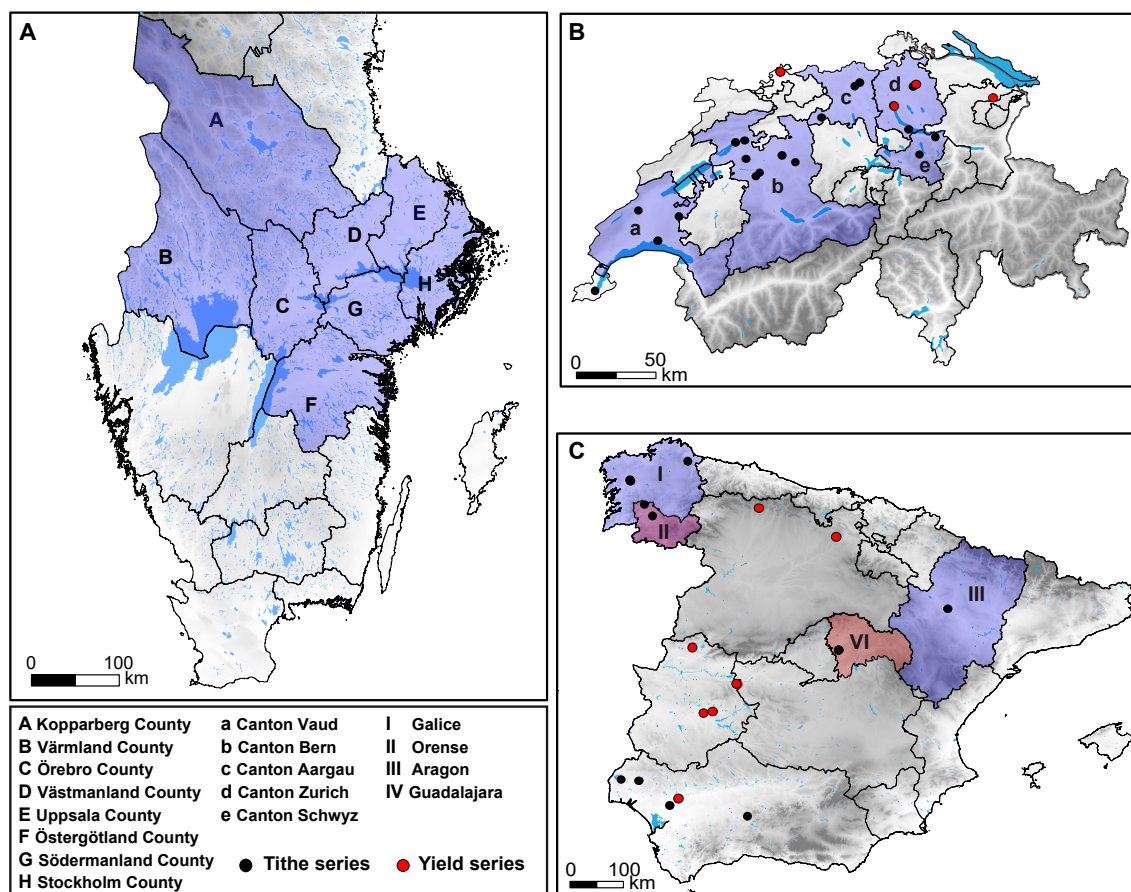 A
A
B
C
D
E
F
G
H
0 100
km
B
a
b
c
d
e
0 50
km
C
I
II
III
VI
0 100
km
A Kopparberg County
B Värmland County
C Örebro County
D Västmanland County
E Uppsala County
F Östergötland County
G Södermanland County
H Stockholm County
a Canton Vaud
b Canton Bern
c Canton Aargau
d Canton Zurich
e Canton Schwyz
I Galice
II Orense
III Aragon
IV Guadalajara
Tithe series
Yield series